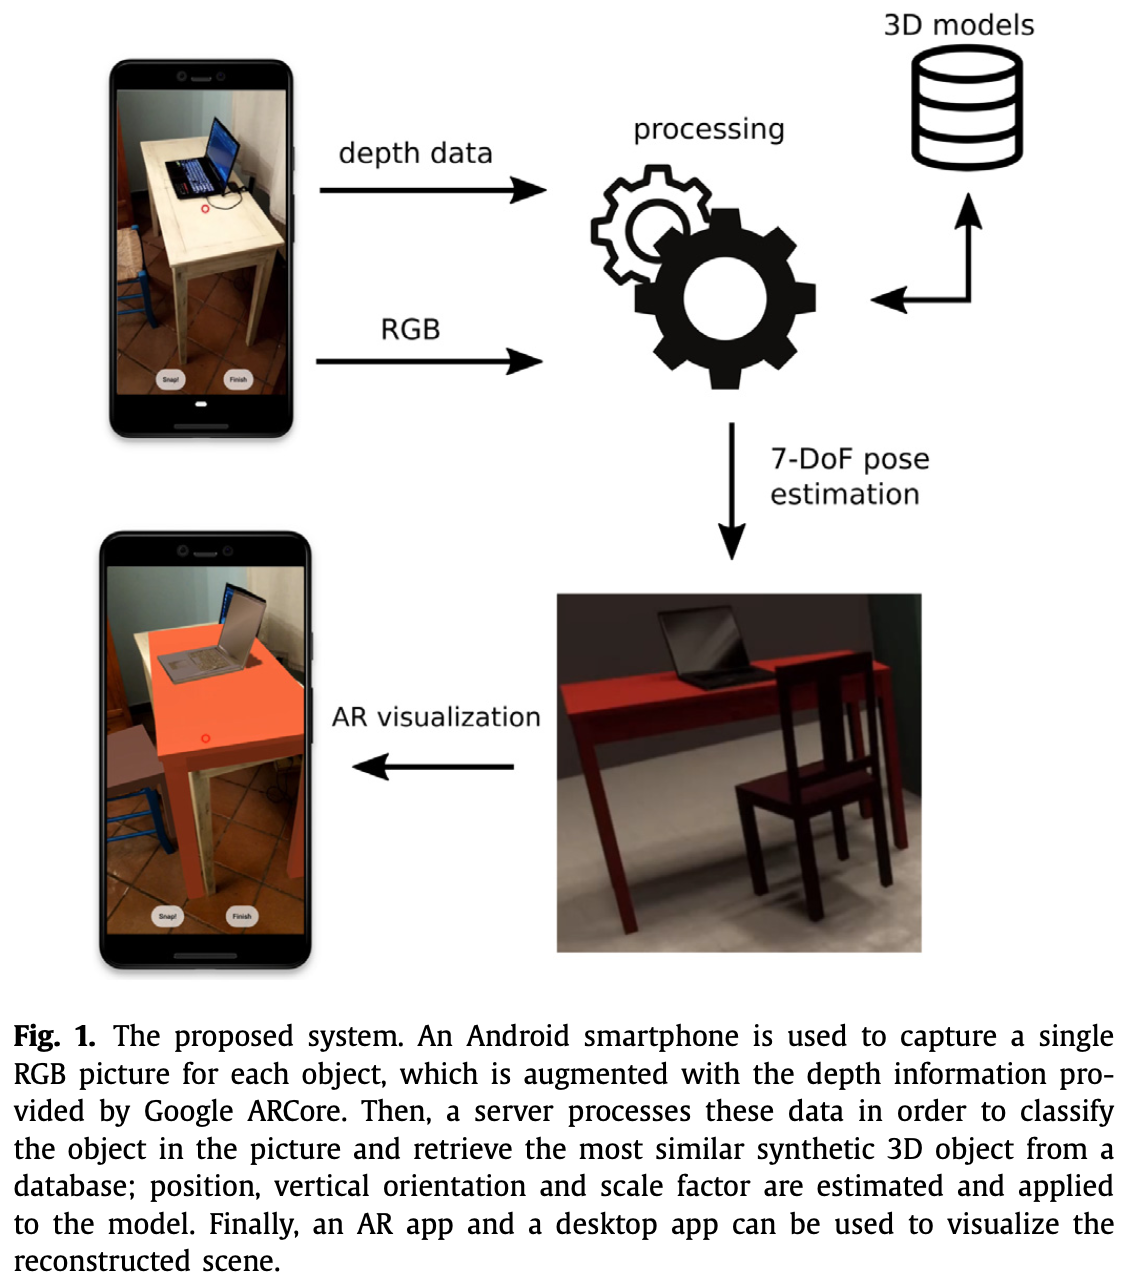 3D models
processing
depth data
RGB
Snap!
Finish
7-DoF pose
estimation
AR visualization
Snap!
Finish
Fig. 1. The proposed system. An Android smartphone is used to capture a single
RGB picture for each object, which is augmented with the depth information pro-
vided by Google ARCore. Then, a server processes these data in order to classify
the object in the picture and retrieve the most similar synthetic 3D object from a
database; position, vertical orientation and scale factor are estimated and applied
to the model. Finally, an AR app and a desktop app can be used to visualize the
reconstructed scene.